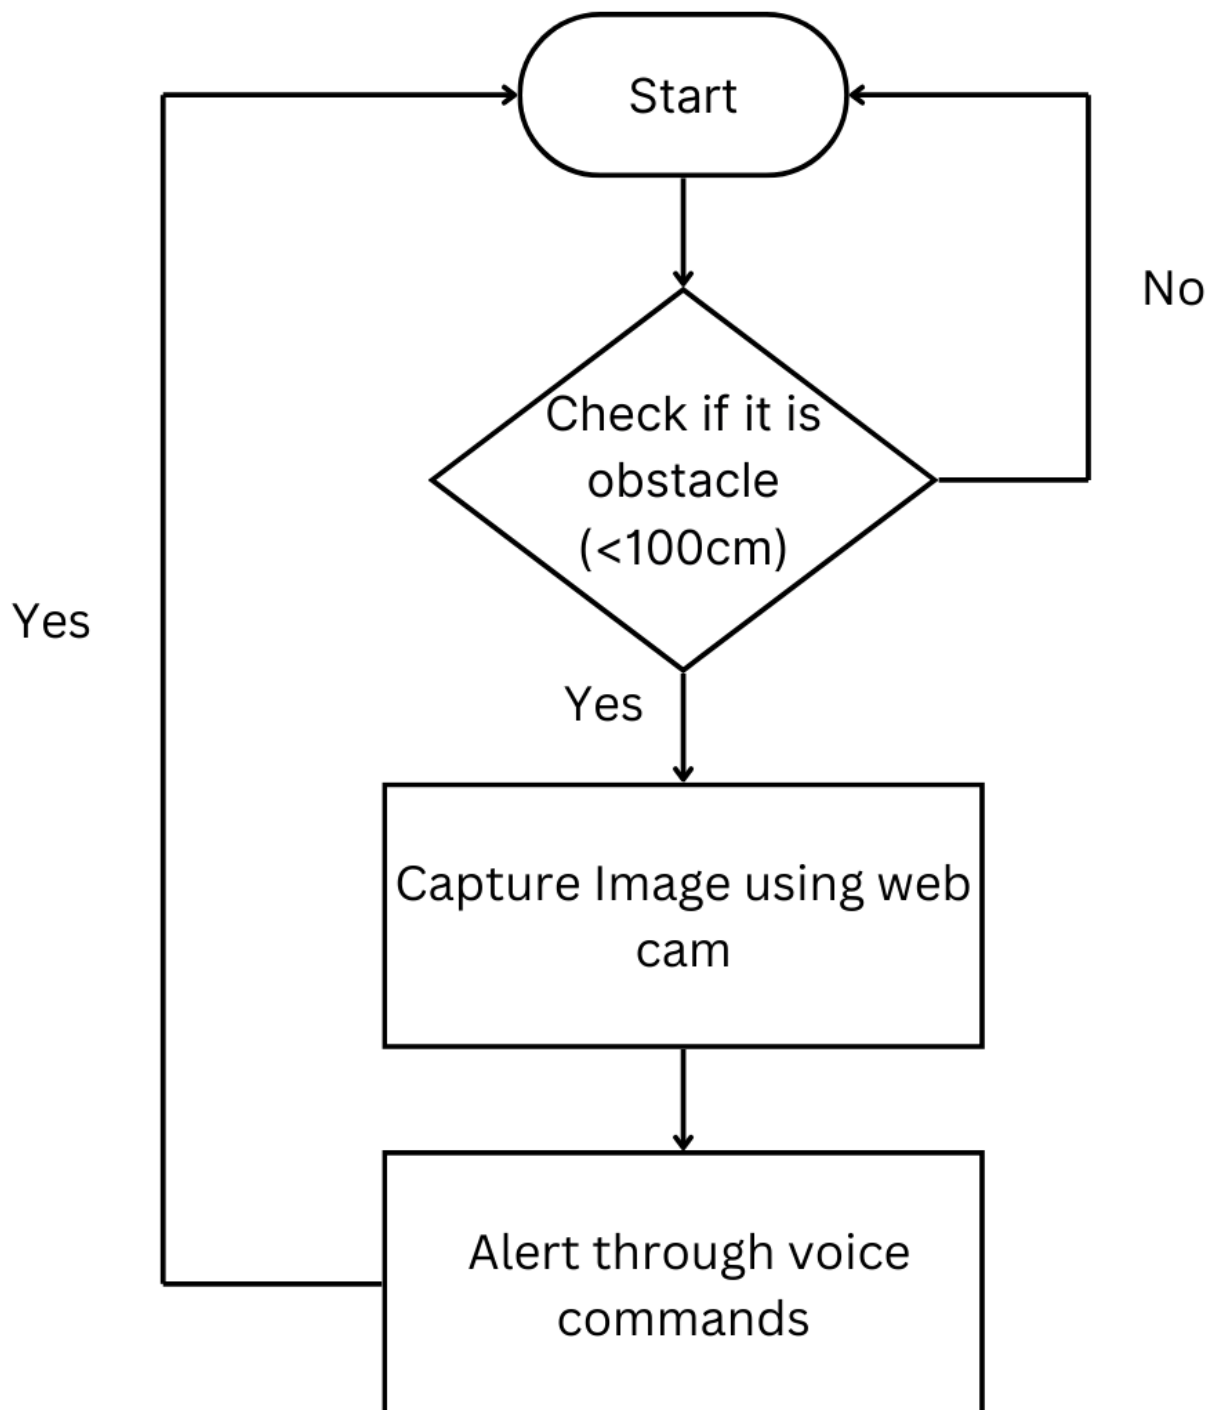 Start
No
Check if it is
obstacle
(<100cm)
Yes
Yes
Capture Image using web
cam
Alert through voice
commands